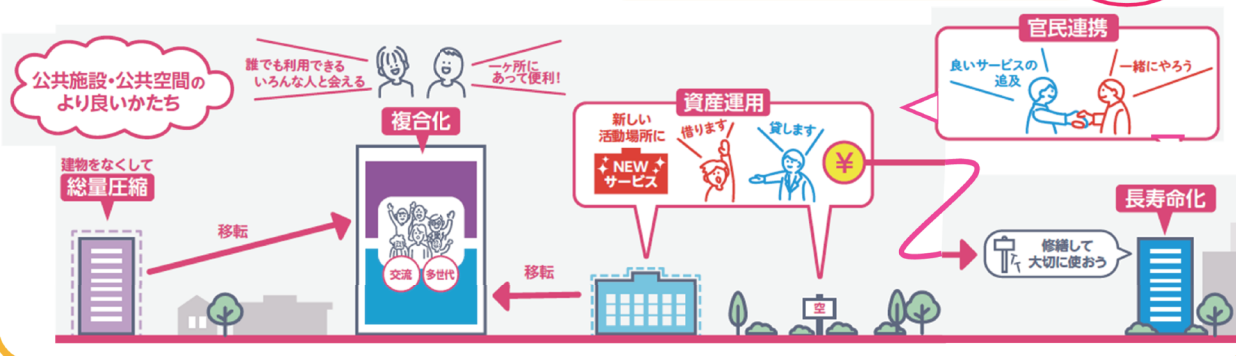 公共施設・公共空間の
より良いかたち
誰でも利用できる
いろんな人と会える
一ヶ所に
あって便利！
官民連携
良いサービスの
追及
一緒にやろう
複合化
資産運用
新しい
活動場所に
NEW
サービス
借ります
貸します
¥
建物をなくして
総量圧縮
移転
交流
多世代
移転
空
長寿命化
修繕して
大切に使おう